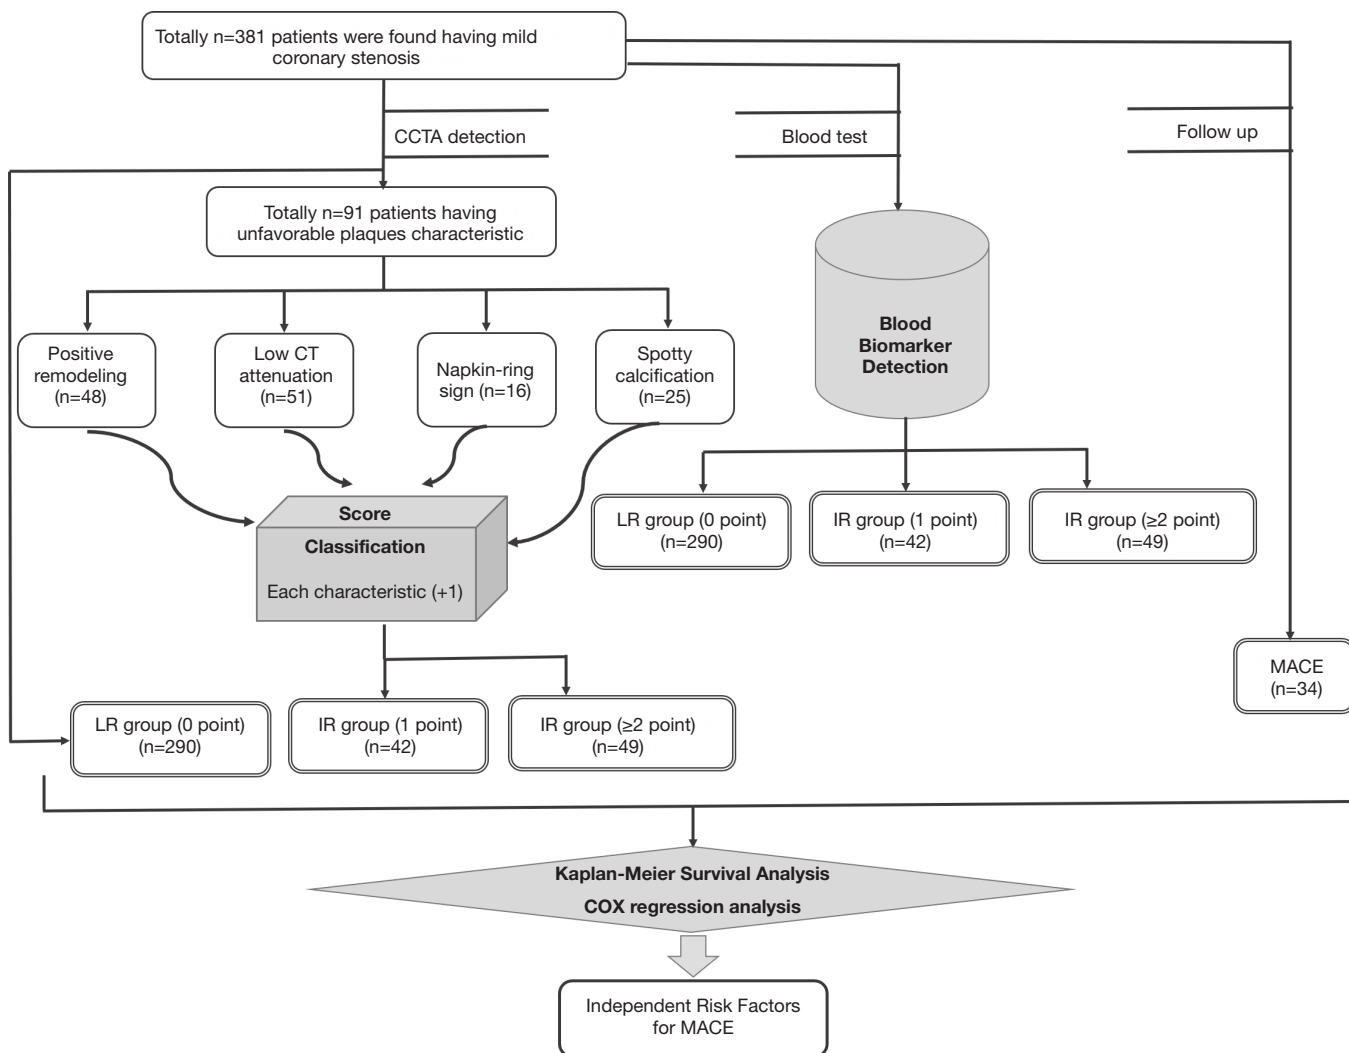 Totally n=381 patients were found having mild
coronary stenosis
CCTA detection
Blood test
Follow up
Totally n=91 patients having
unfavorable plaques characteristic
Positive
remodeling
(n=48)
Low CT
attenuation
(n=51)
Napkin-ring
sign (n=16)
Spotty
calcification
(n=25)
Blood
Biomarker
Detection
Score
Classification
Each characteristic (+1)
LR group (0 point)
(n=290)
IR group (1 point)
(n=42)
IR group (≥2 point)
(n=49)
MACE
(n=34)
LR group (0 point)
(n=290)
IR group (1 point)
(n=42)
IR group (≥2 point)
(n=49)
Kaplan-Meier Survival Analysis
COX regression analysis
Independent Risk Factors
for MACE